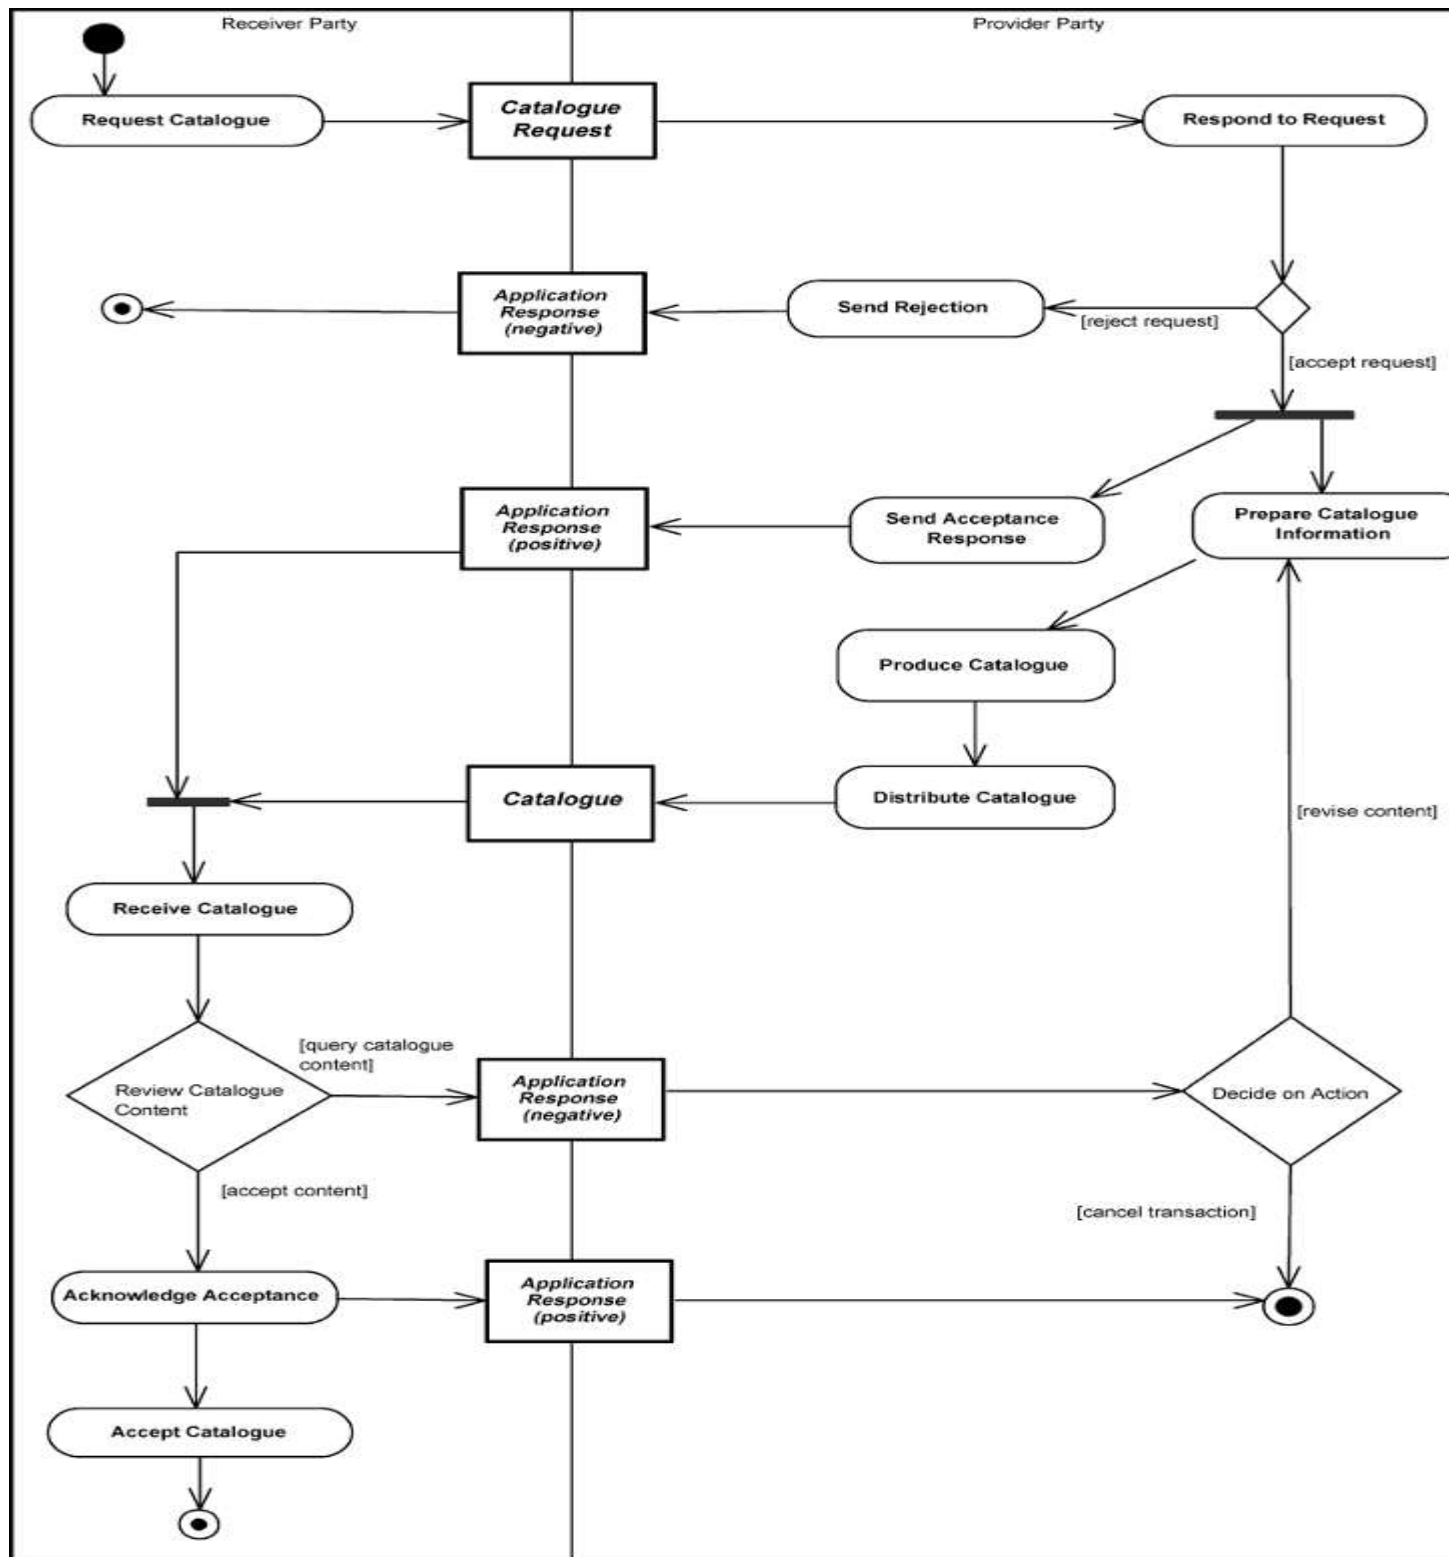 Receiver Party
Provider Party
Request Catalogue
Catalogue
Request
Respond to Request
Application
Response
(negative)
Send Rejection
[reject request]
[accept request]
Application
Response
(positive)
Send Acceptance
Response
Prepare Catalogue
Information
Produce Catalogue
Catalogue
Distribute Catalogue
[revise content]
Receive Catalogue
[query catalogue
content]
Review Catalogue
Content
Application
Response
(negative)
Decide on Action
[accept content]
[cancel transaction]
Acknowledge Acceptance
Application
Response
(positive)
Accept Catalogue